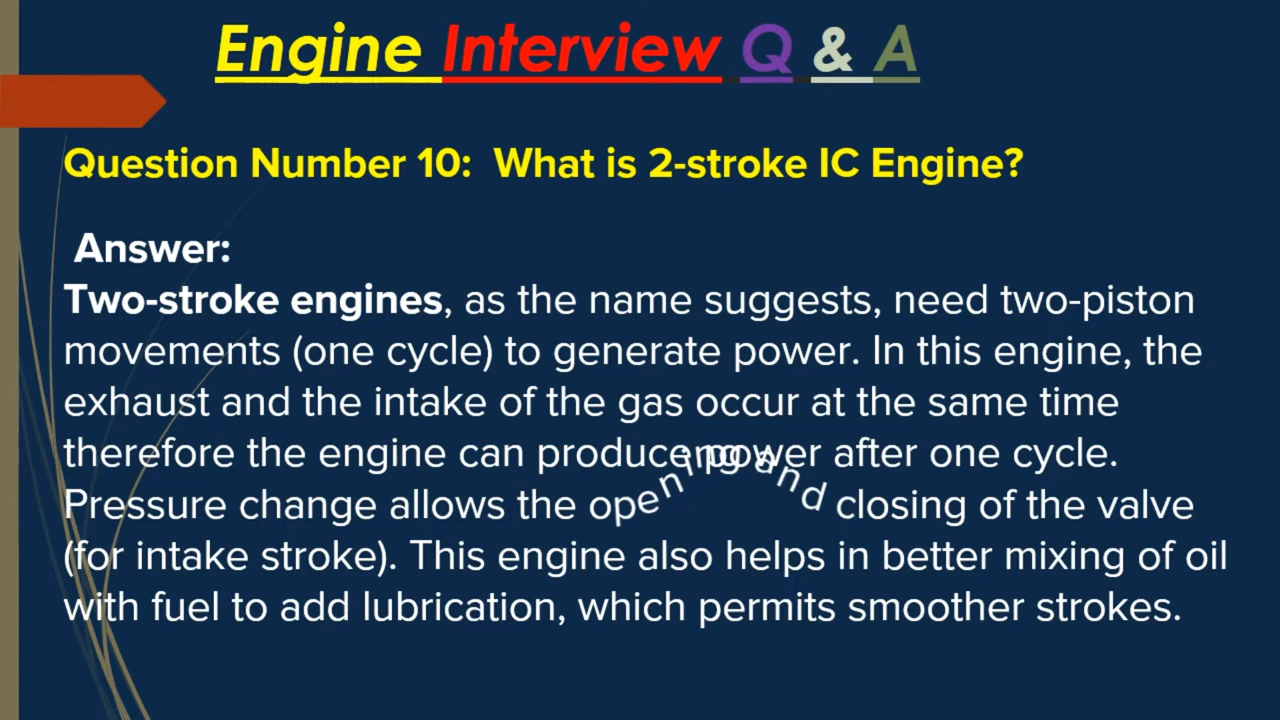 Engine Interview Q & A
Question Number 10: What is 2-stroke IC Engine?
Answer:
Two-stroke engines, as the name suggests, need two-piston
movements (one cycle) to generate power. In this engine, the
exhaust and the intake of the gas occur at the same time
therefore the engine can produce power after one cycle.
Pressure change allows the opening and closing of the valve
(for intake stroke). This engine also helps in better mixing of oil
with fuel to add lubrication, which permits smoother strokes.